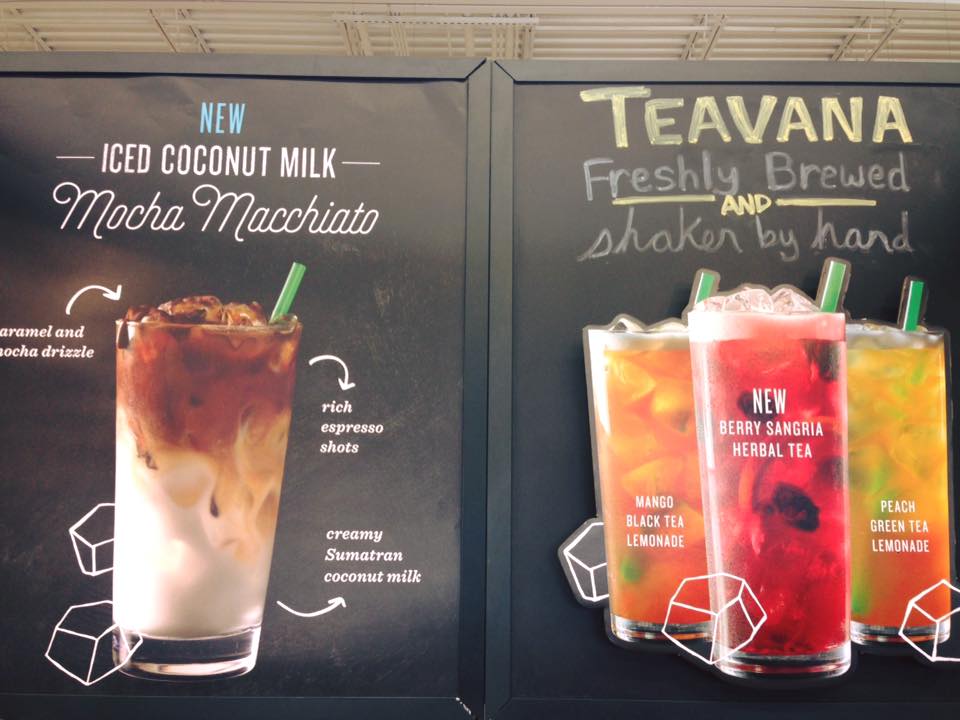 NEW
ICED COCONUT MILK
Mocha Macchiato
aramel and
mocha drizzle
rich
espresso
shots
creamy
Sumatran
coconut milk
TEAVANA
Freshly Brewed
AND
shaken by hand
NEW
BERRY SANGRIA
HERBAL TEA
MANGO
BLACK TEA
LEMONADE
PEACH
GREEN TEA
LEMONADE